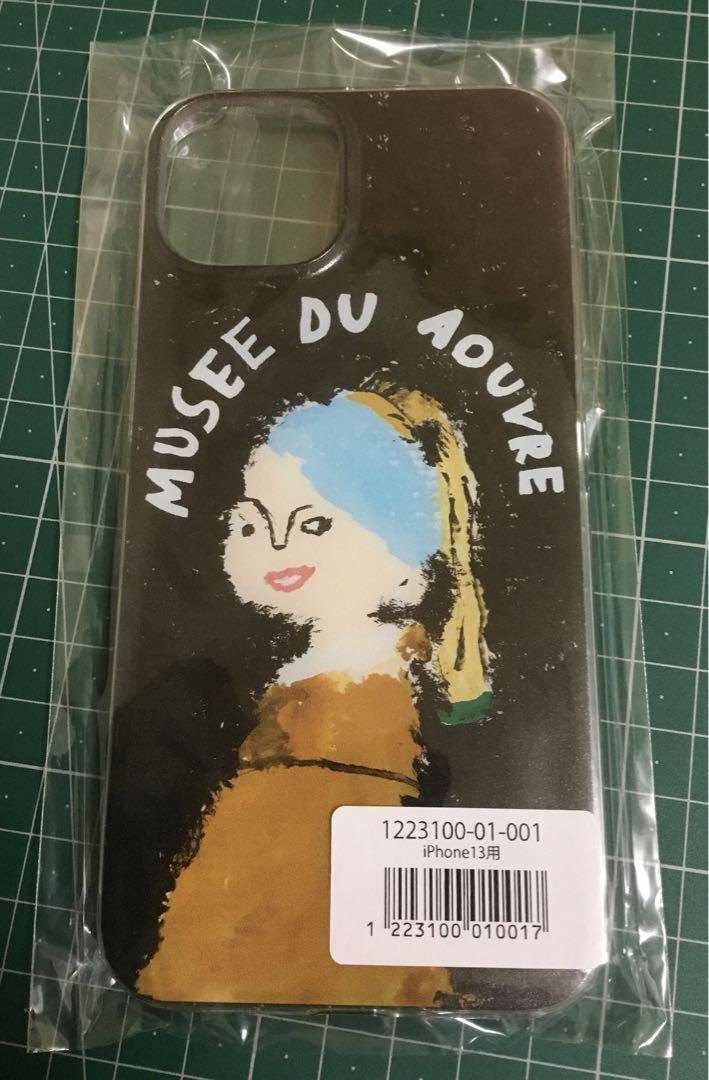 MUSEE DU AOUVRE
1223100-01-001
iPhone13用
1 223100 010017